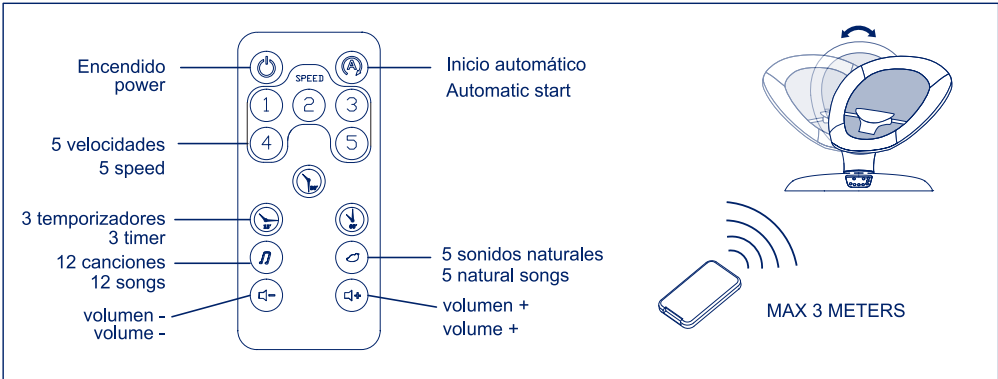 Encendido
power
Inicio automático
Automatic start
SPEED
1 2 3
4 5
5 velocidades
5 speed
3 temporizadores
3 timer
12 canciones
12 songs
5 sonidos naturales
5 natural songs
volumen -
volume -
volumen +
volume +
MAX 3 METERS